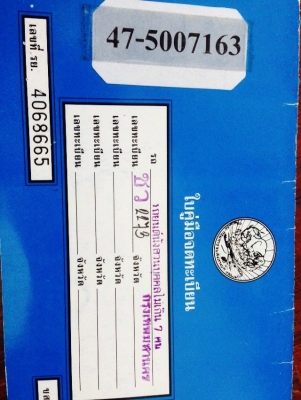 47-5007163
ใบคู่มือจดทะเบียน
เลขที่ รย. 4068665
รถ รถยนต์นั่งส่วนบุคคลไม่เกิน 7 คน
เลขทะเบียน จังหวัด กรุงเทพมหานคร
เลขทะเบียน จังหวัด
เลขทะเบียน จังหวัด
เลขทะเบียน จังหวัด